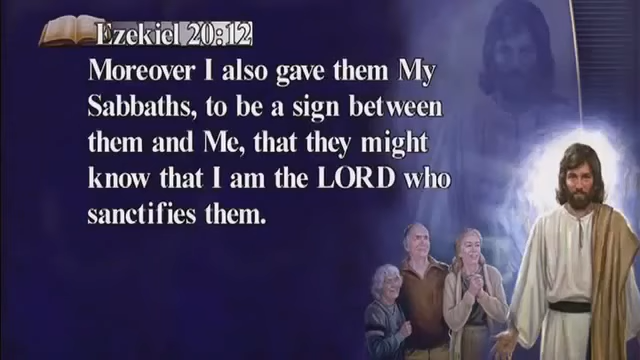 Ezekiel 20:12
Moreover I also gave them My
Sabbaths, to be a sign between
them and Me, that they might
know that I am the LORD who
sanctifies them.